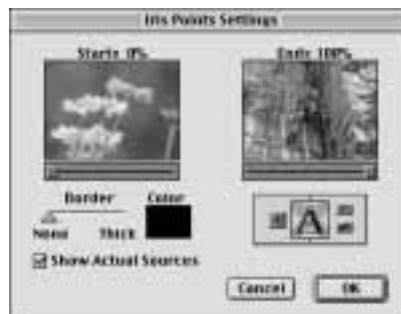 Iris Points Settings
Start: 0%
End: 100%
Border
Color
None
Thick
A
Show Actual Sources
Cancel
OK